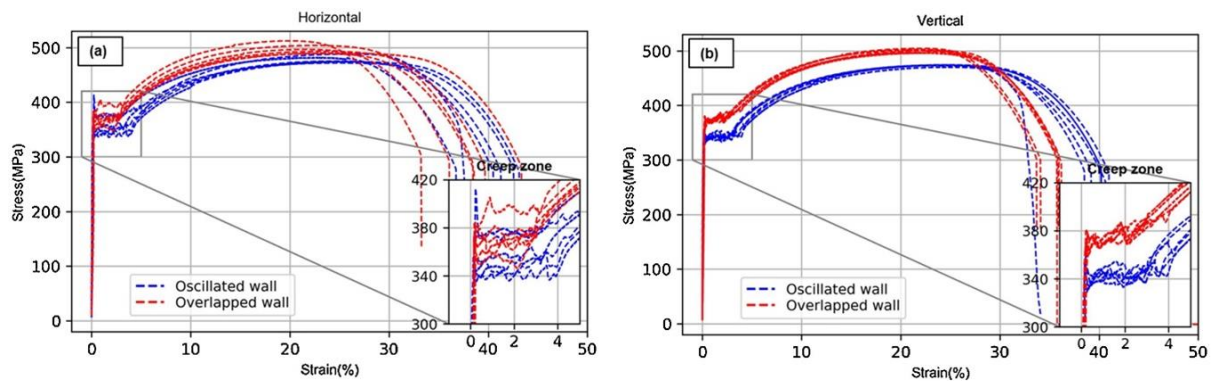 Horizontal
(a)
500
400
300
200
100
0
Stress(MPa)
Creep zone
420
380
340
300
0 2 4
Oscillated wall
Overlapped wall
0 10 20 30 40 50
Strain(%)
Vertical
(b)
500
400
300
200
100
0
Stress(MPa)
Creep zone
420
380
340
300
0 2 4
Oscillated wall
Overlapped wall
0 10 20 30 40 50
Strain(%)